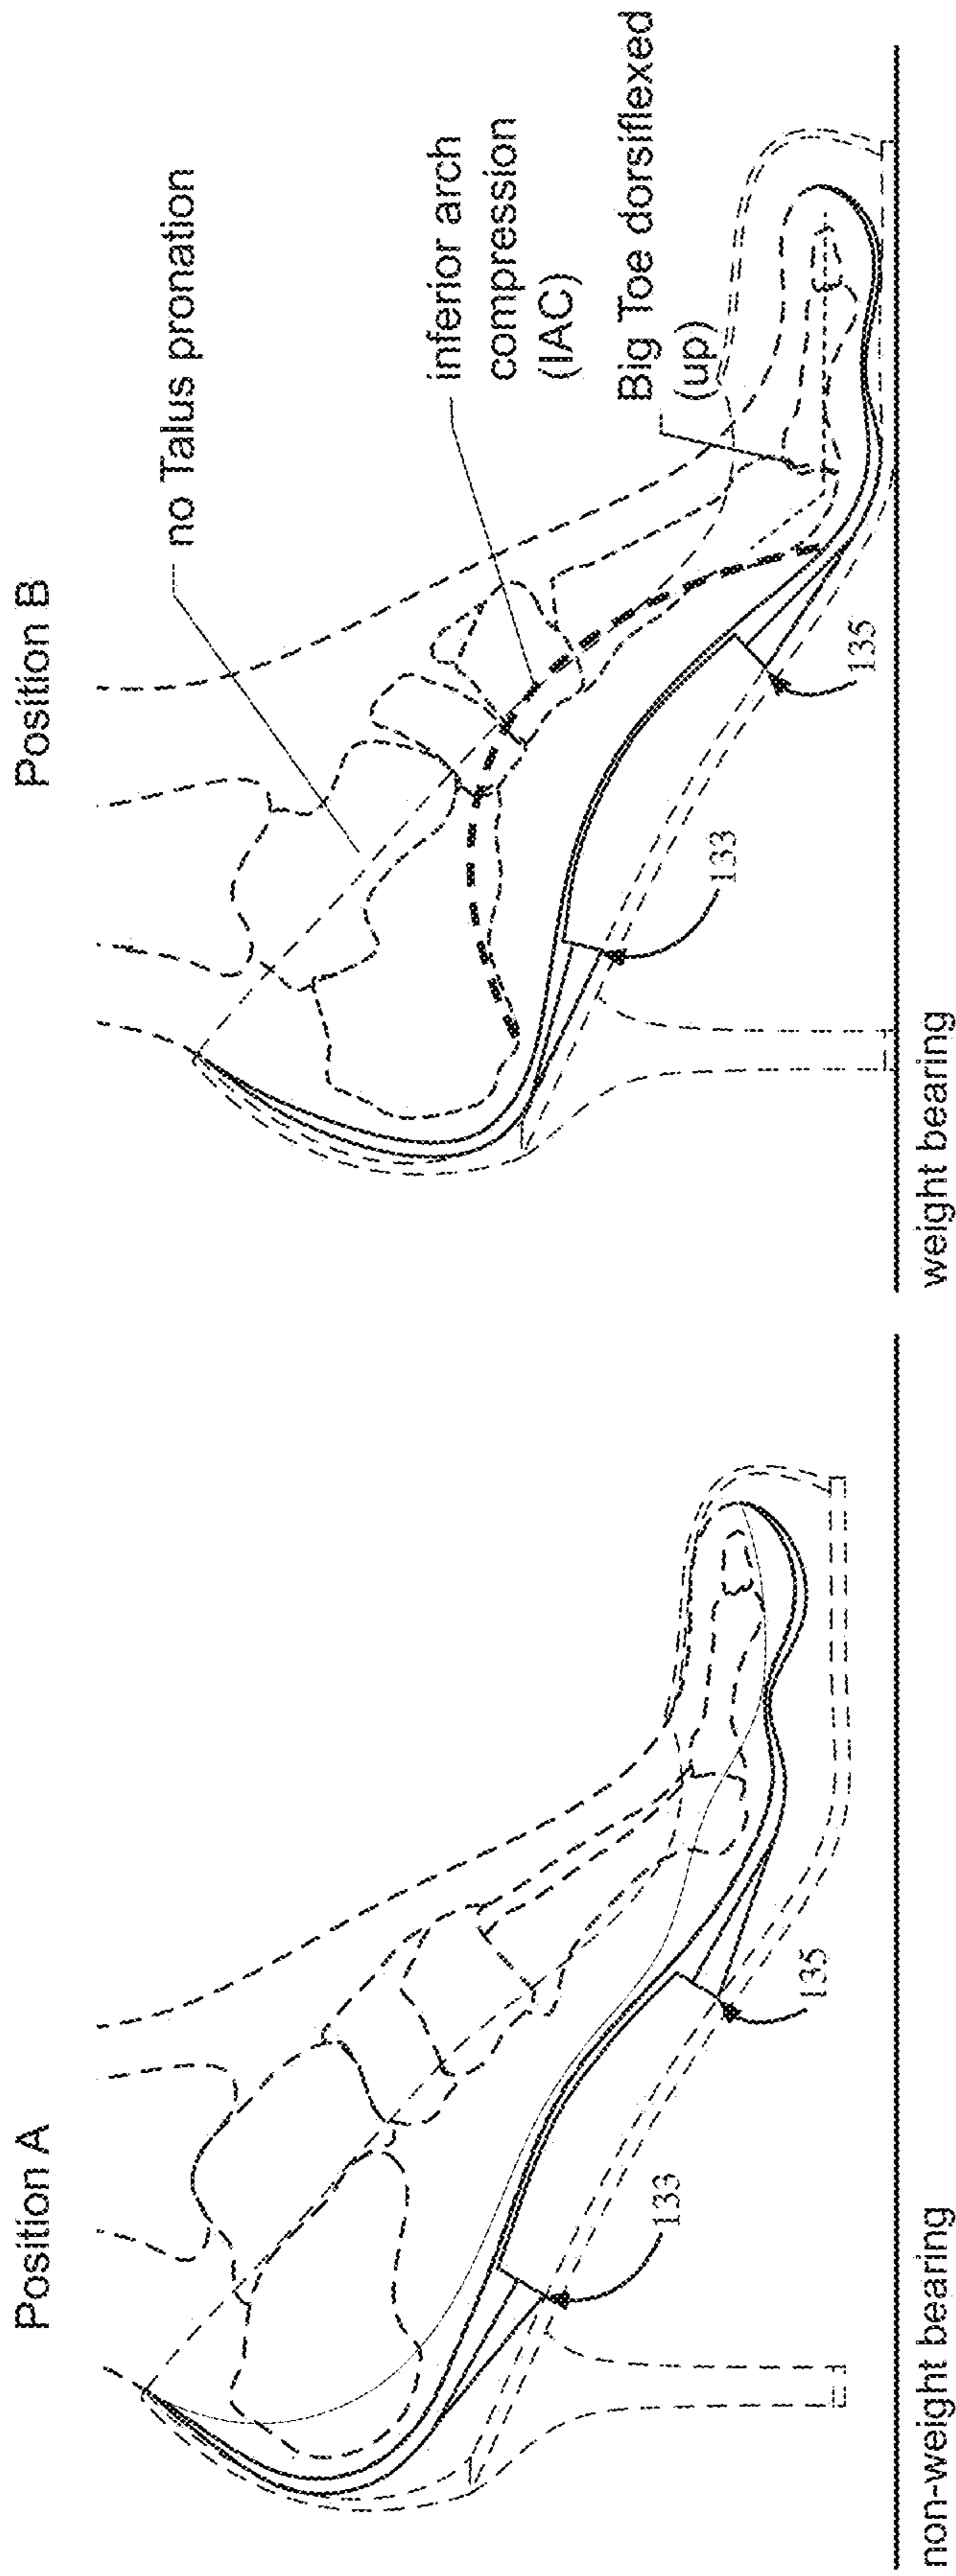 Position A
133
135
non-weight bearing
Position B
no Talus pronation
inferior arch
compression
(IAC)
Big Toe dorsiflexed
(up)
133
135
weight bearing